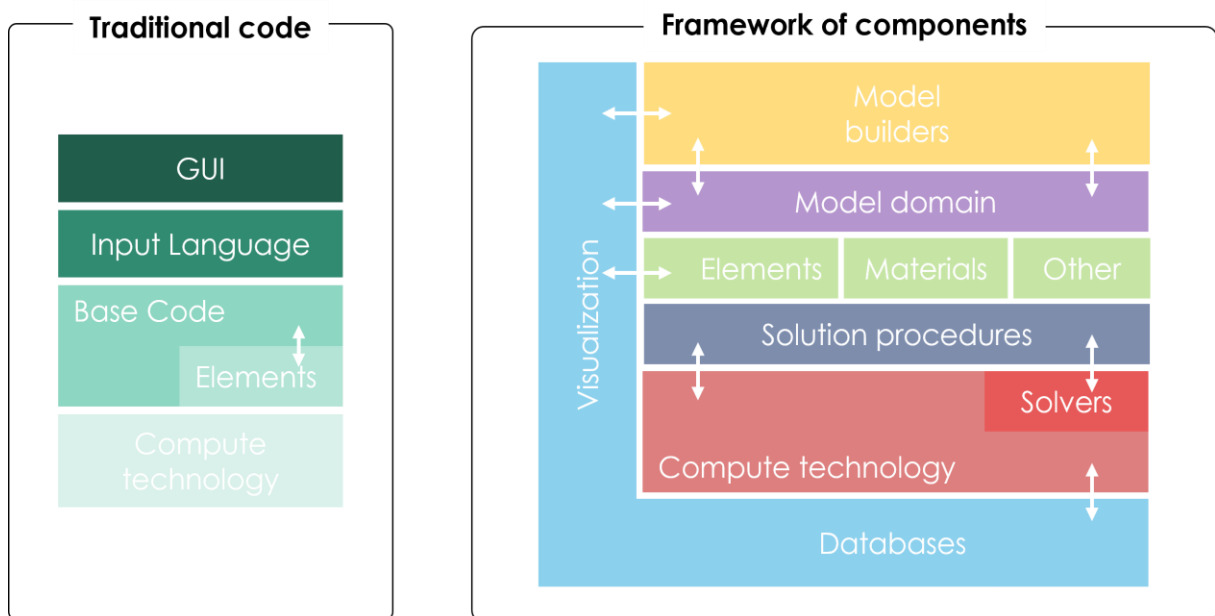 Traditional code
GUI
Input Language
Base Code
Elements
Compute
technology
Framework of components
Visualization
Model
builders
Model domain
Elements
Materials
Other
Solution procedures
Solvers
Compute technology
Databases